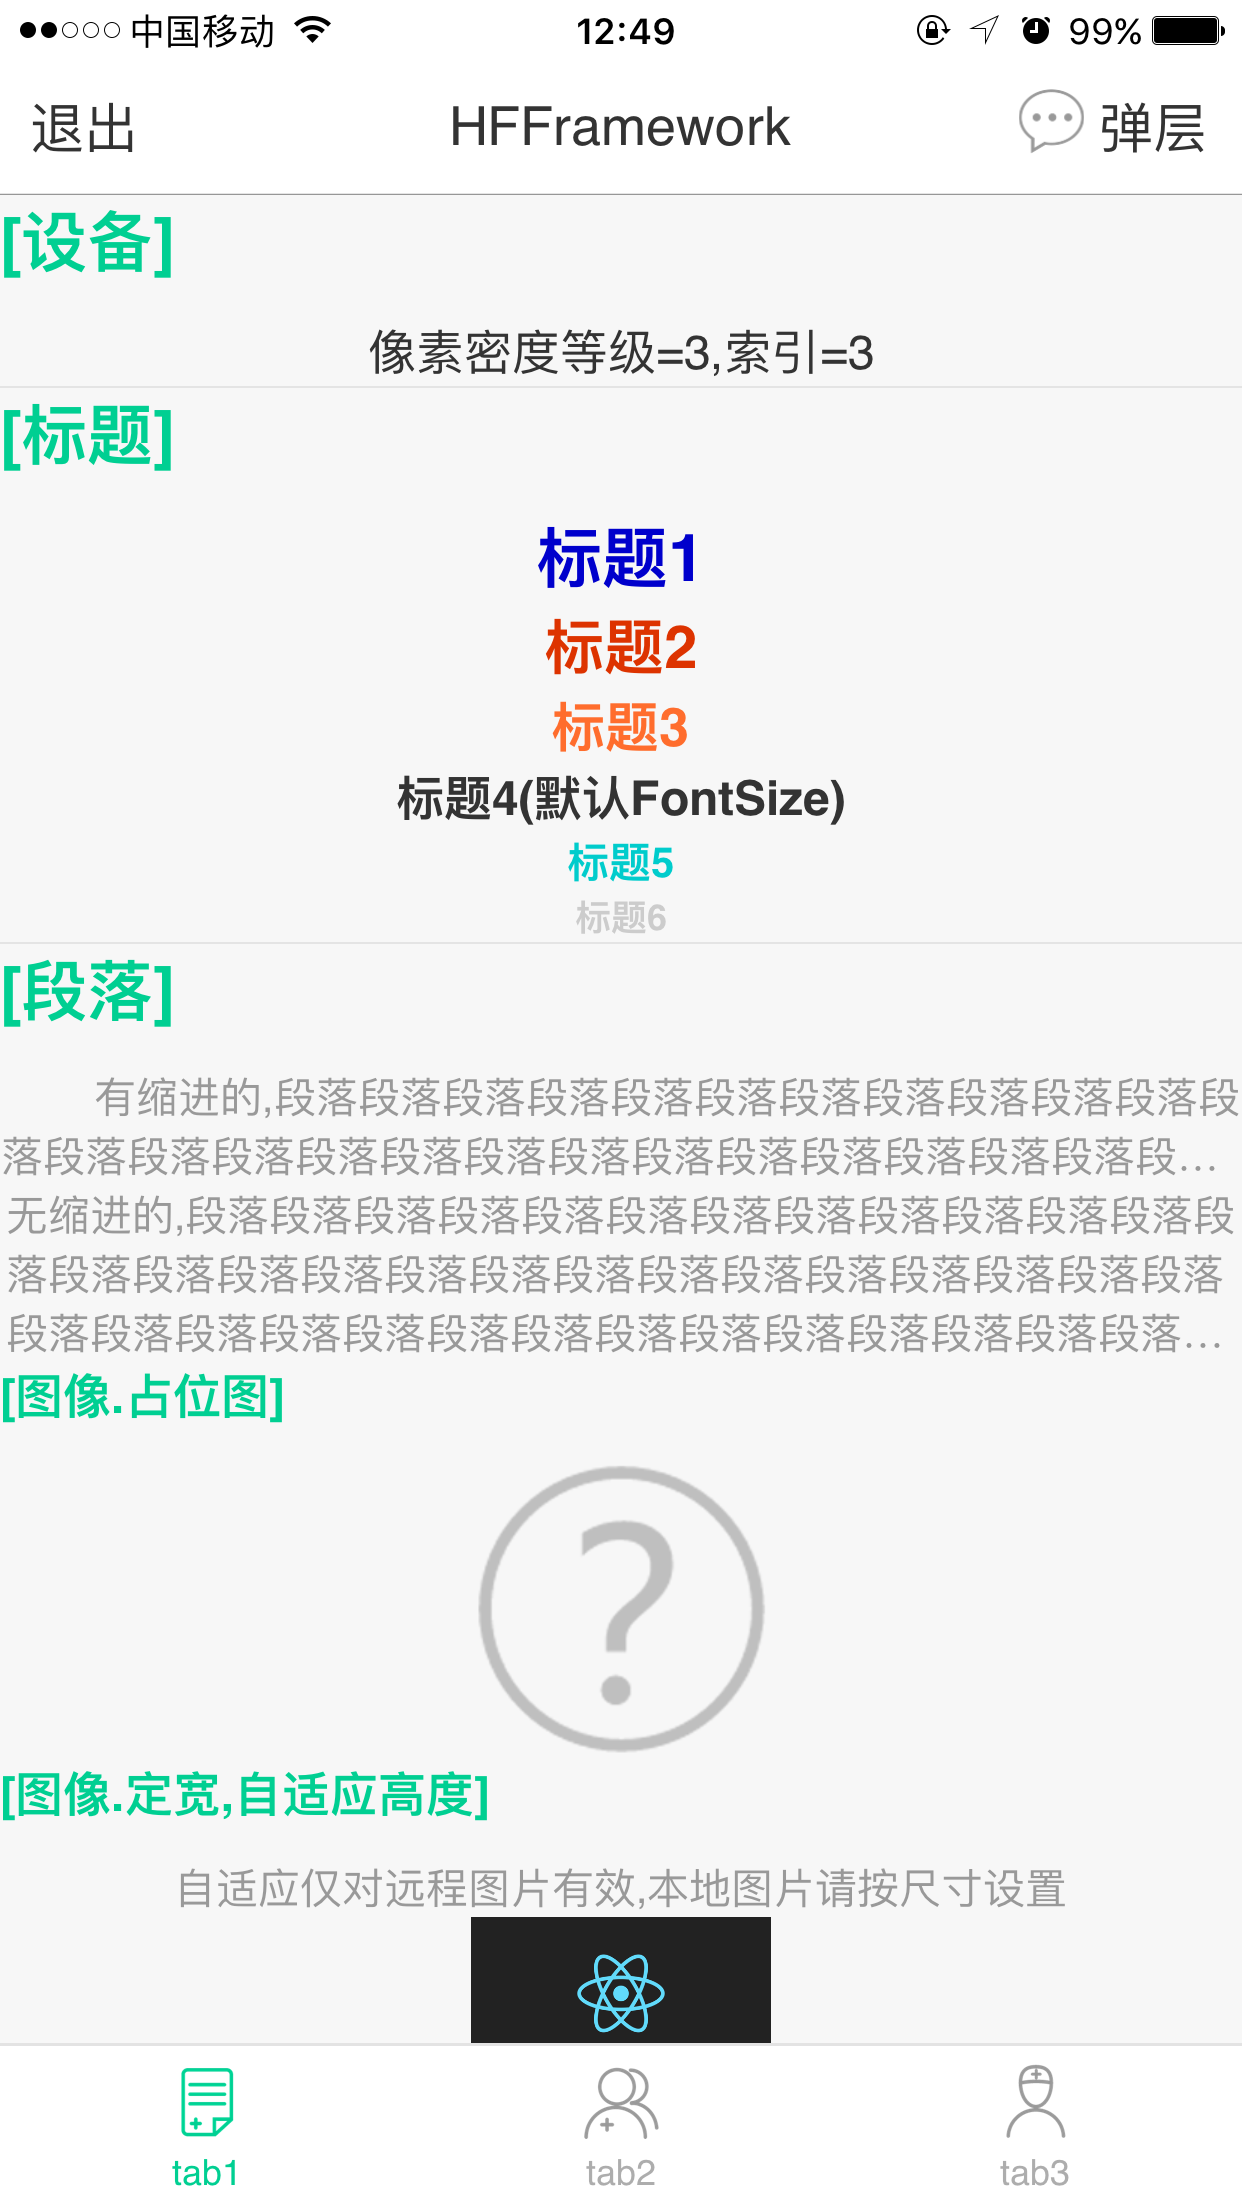 中国移动 12:49 99%
退出 HFFramework 弹层
[设备]
像素密度等级=3,索引=3
[标题]
标题1
标题2
标题3
标题4(默认FontSize)
标题5
标题6
[段落]
有缩进的,段落段落段落段落段落段落段落段落段落段落段落段
落段落段落段落段落段落段落段落段落段落段落段落段落段落段…
无缩进的,段落段落段落段落段落段落段落段落段落段落段落段落段
落段落段落段落段落段落段落段落段落段落段落段落段落段落段落
段落段落段落段落段落段落段落段落段落段落段落段落段落段落…
[图像.占位图]
?
[图像.定宽,自适应高度]
自适应仅对远程图片有效,本地图片请按尺寸设置
tab1 tab2 tab3